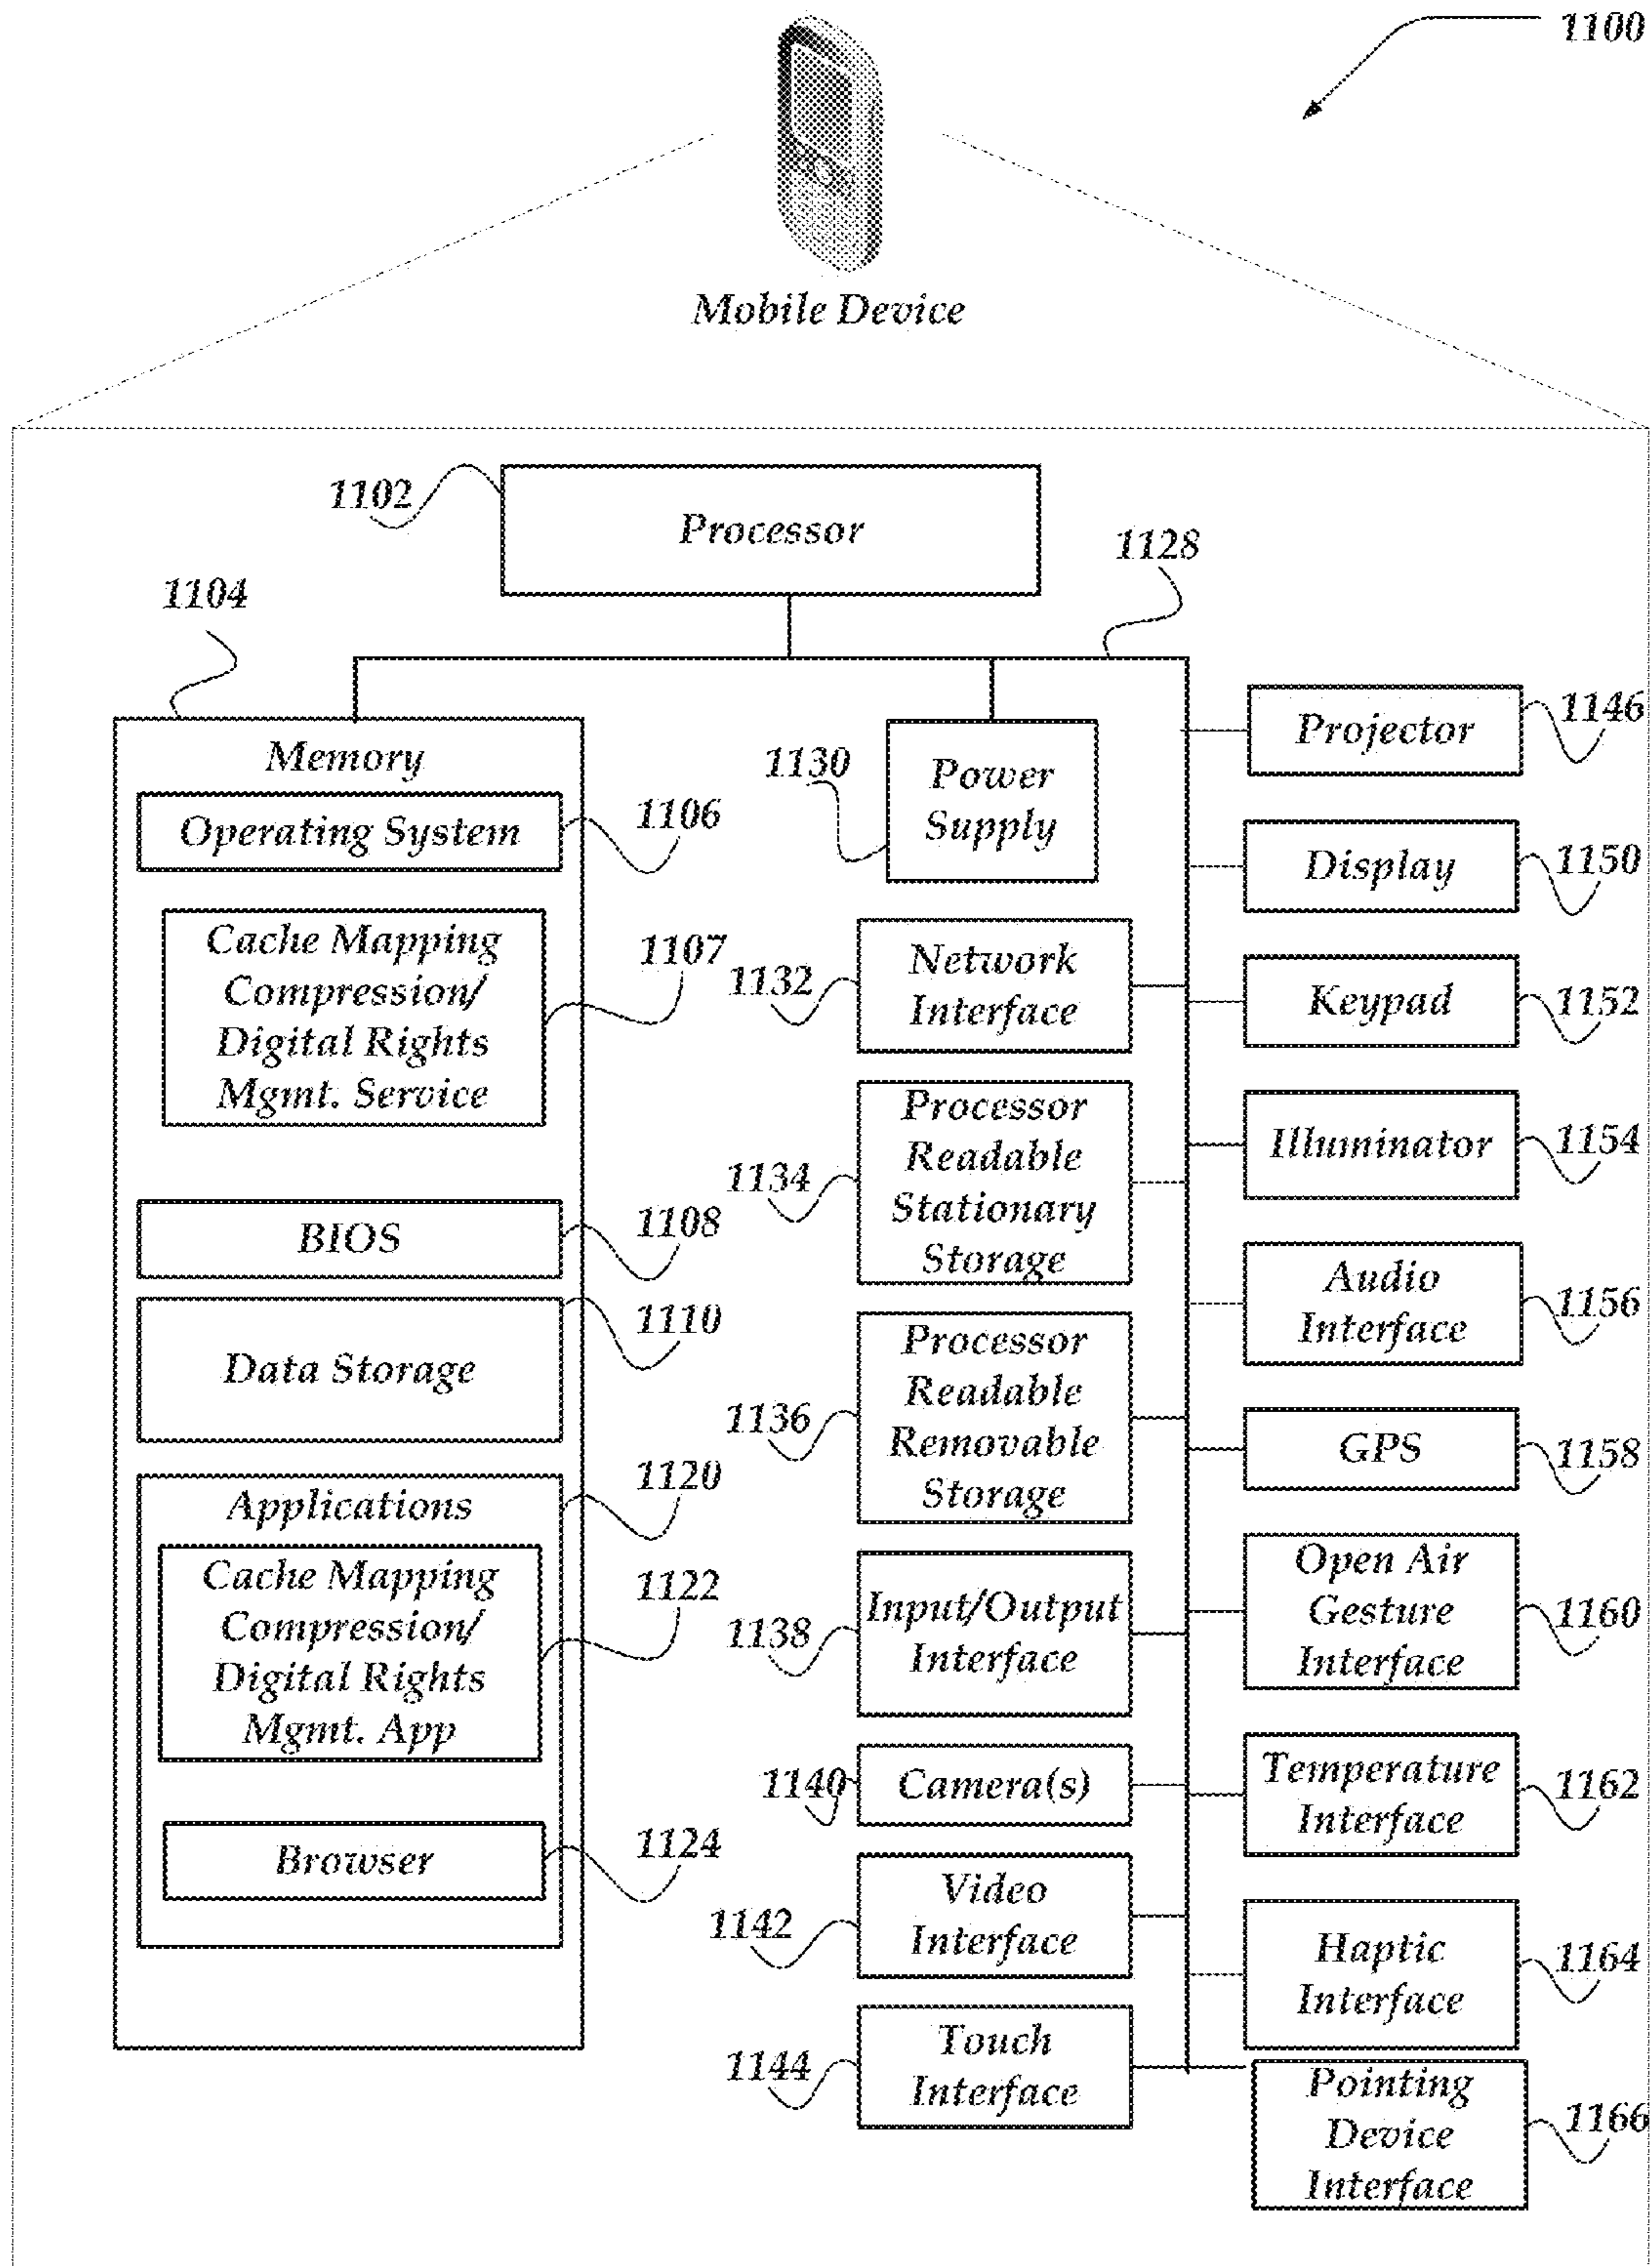 1100
Mobile Device
1102
Processor
1128
1104
Memory
Operating System
1106
Cache Mapping
Compression/
Digital Rights
Mgmt. Service
1107
BIOS
1108
Data Storage
1110
Applications
1120
Cache Mapping
Compression/
Digital Rights
Mgmt. App
1122
Browser
1124
1130
Power
Supply
1132
Network
Interface
1134
Processor
Readable
Stationary
Storage
1136
Processor
Readable
Removable
Storage
1138
Input/Output
Interface
1140
Camera(s)
1142
Video
Interface
1144
Touch
Interface
Projector
1146
Display
1150
Keypad
1152
Illuminator
1154
Audio
Interface
1156
GPS
1158
Open Air
Gesture
Interface
1160
Temperature
Interface
1162
Haptic
Interface
1164
Pointing
Device
Interface
1166